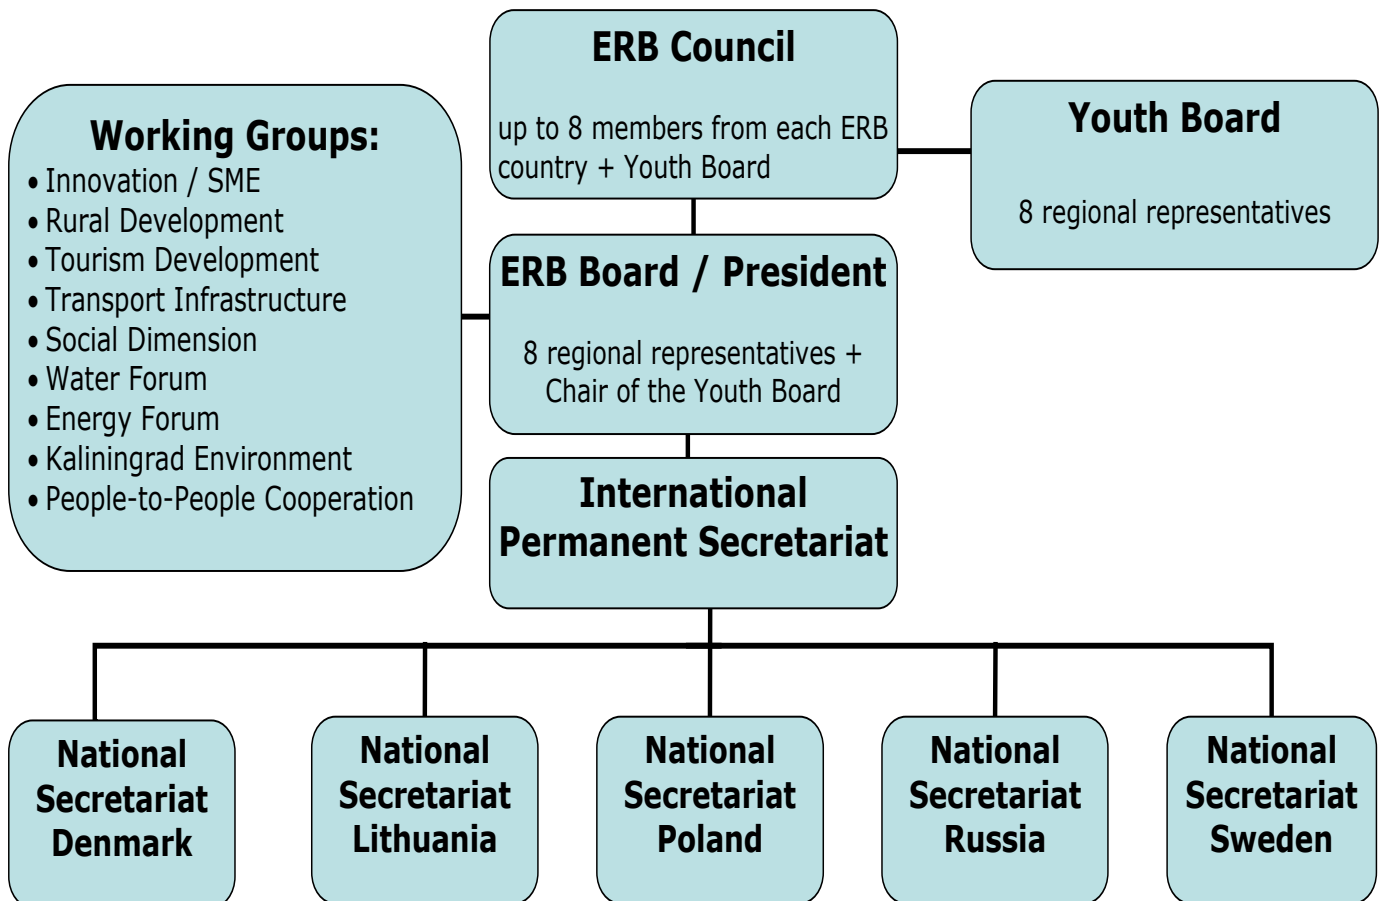 ERB Council
up to 8 members from each ERB
country + Youth Board
Working Groups:
• Innovation / SME
• Rural Development
• Tourism Development
• Transport Infrastructure
• Social Dimension
• Water Forum
• Energy Forum
• Kaliningrad Environment
• People-to-People Cooperation
Youth Board
8 regional representatives
ERB Board / President
8 regional representatives +
Chair of the Youth Board
International
Permanent Secretariat
National
Secretariat
Denmark
National
Secretariat
Lithuania
National
Secretariat
Poland
National
Secretariat
Russia
National
Secretariat
Sweden